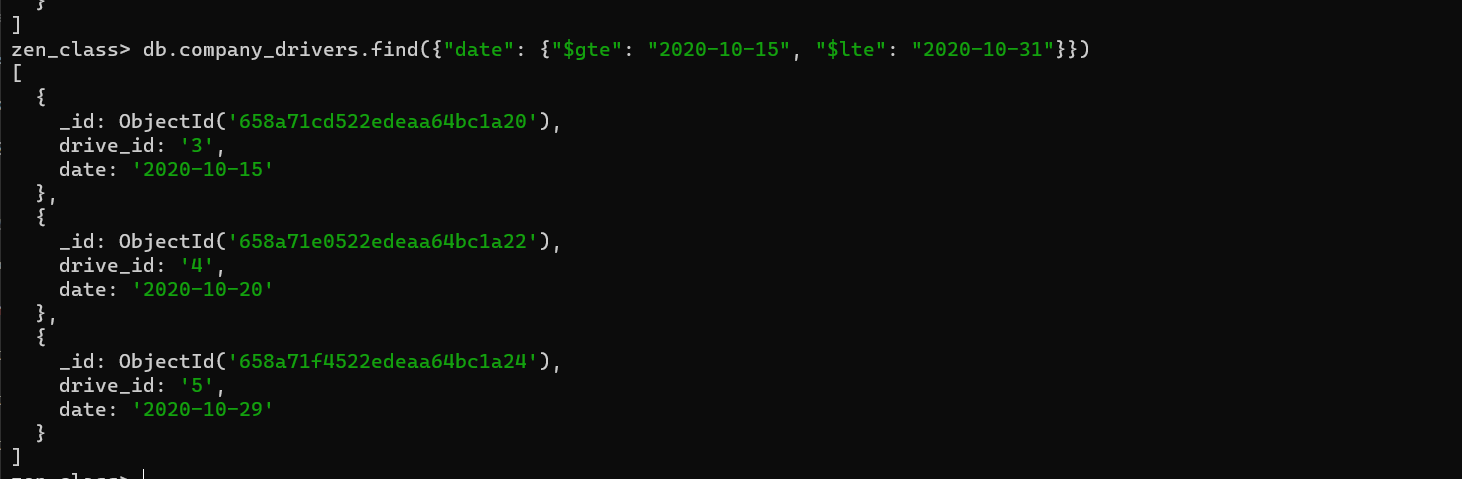 }
]
zen_class> db.company_drivers.find({"date": {"$gte": "2020-10-15", "$lte": "2020-10-31"}})
[
  {
    _id: ObjectId('658a71cd522edeaa64bc1a20'),
    drive_id: '3',
    date: '2020-10-15'
  },
  {
    _id: ObjectId('658a71e0522edeaa64bc1a22'),
    drive_id: '4',
    date: '2020-10-20'
  },
  {
    _id: ObjectId('658a71f4522edeaa64bc1a24'),
    drive_id: '5',
    date: '2020-10-29'
  }
]
zen_class>